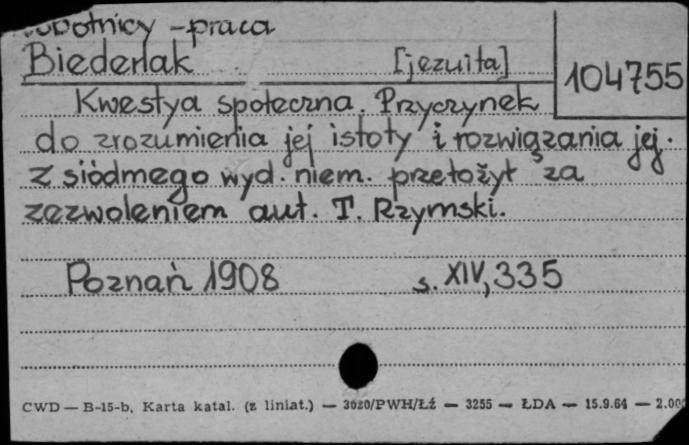 robotnicy - praca
Biederlak [jezuita] 104755
Kwestya społeczna. Przyczynek
do zrozumienia jej istoty i rozwiązania jej.
Z siódmego wyd. niem. przełożył za
zezwoleniem aut. T. Rzymski.
Poznań 1908 s. XIV, 335
CWD — B-15-b, Karta katal. (z liniat.) — 3020/PWH/Łź — 3255 — ŁDA — 15.9.64 — 2.000